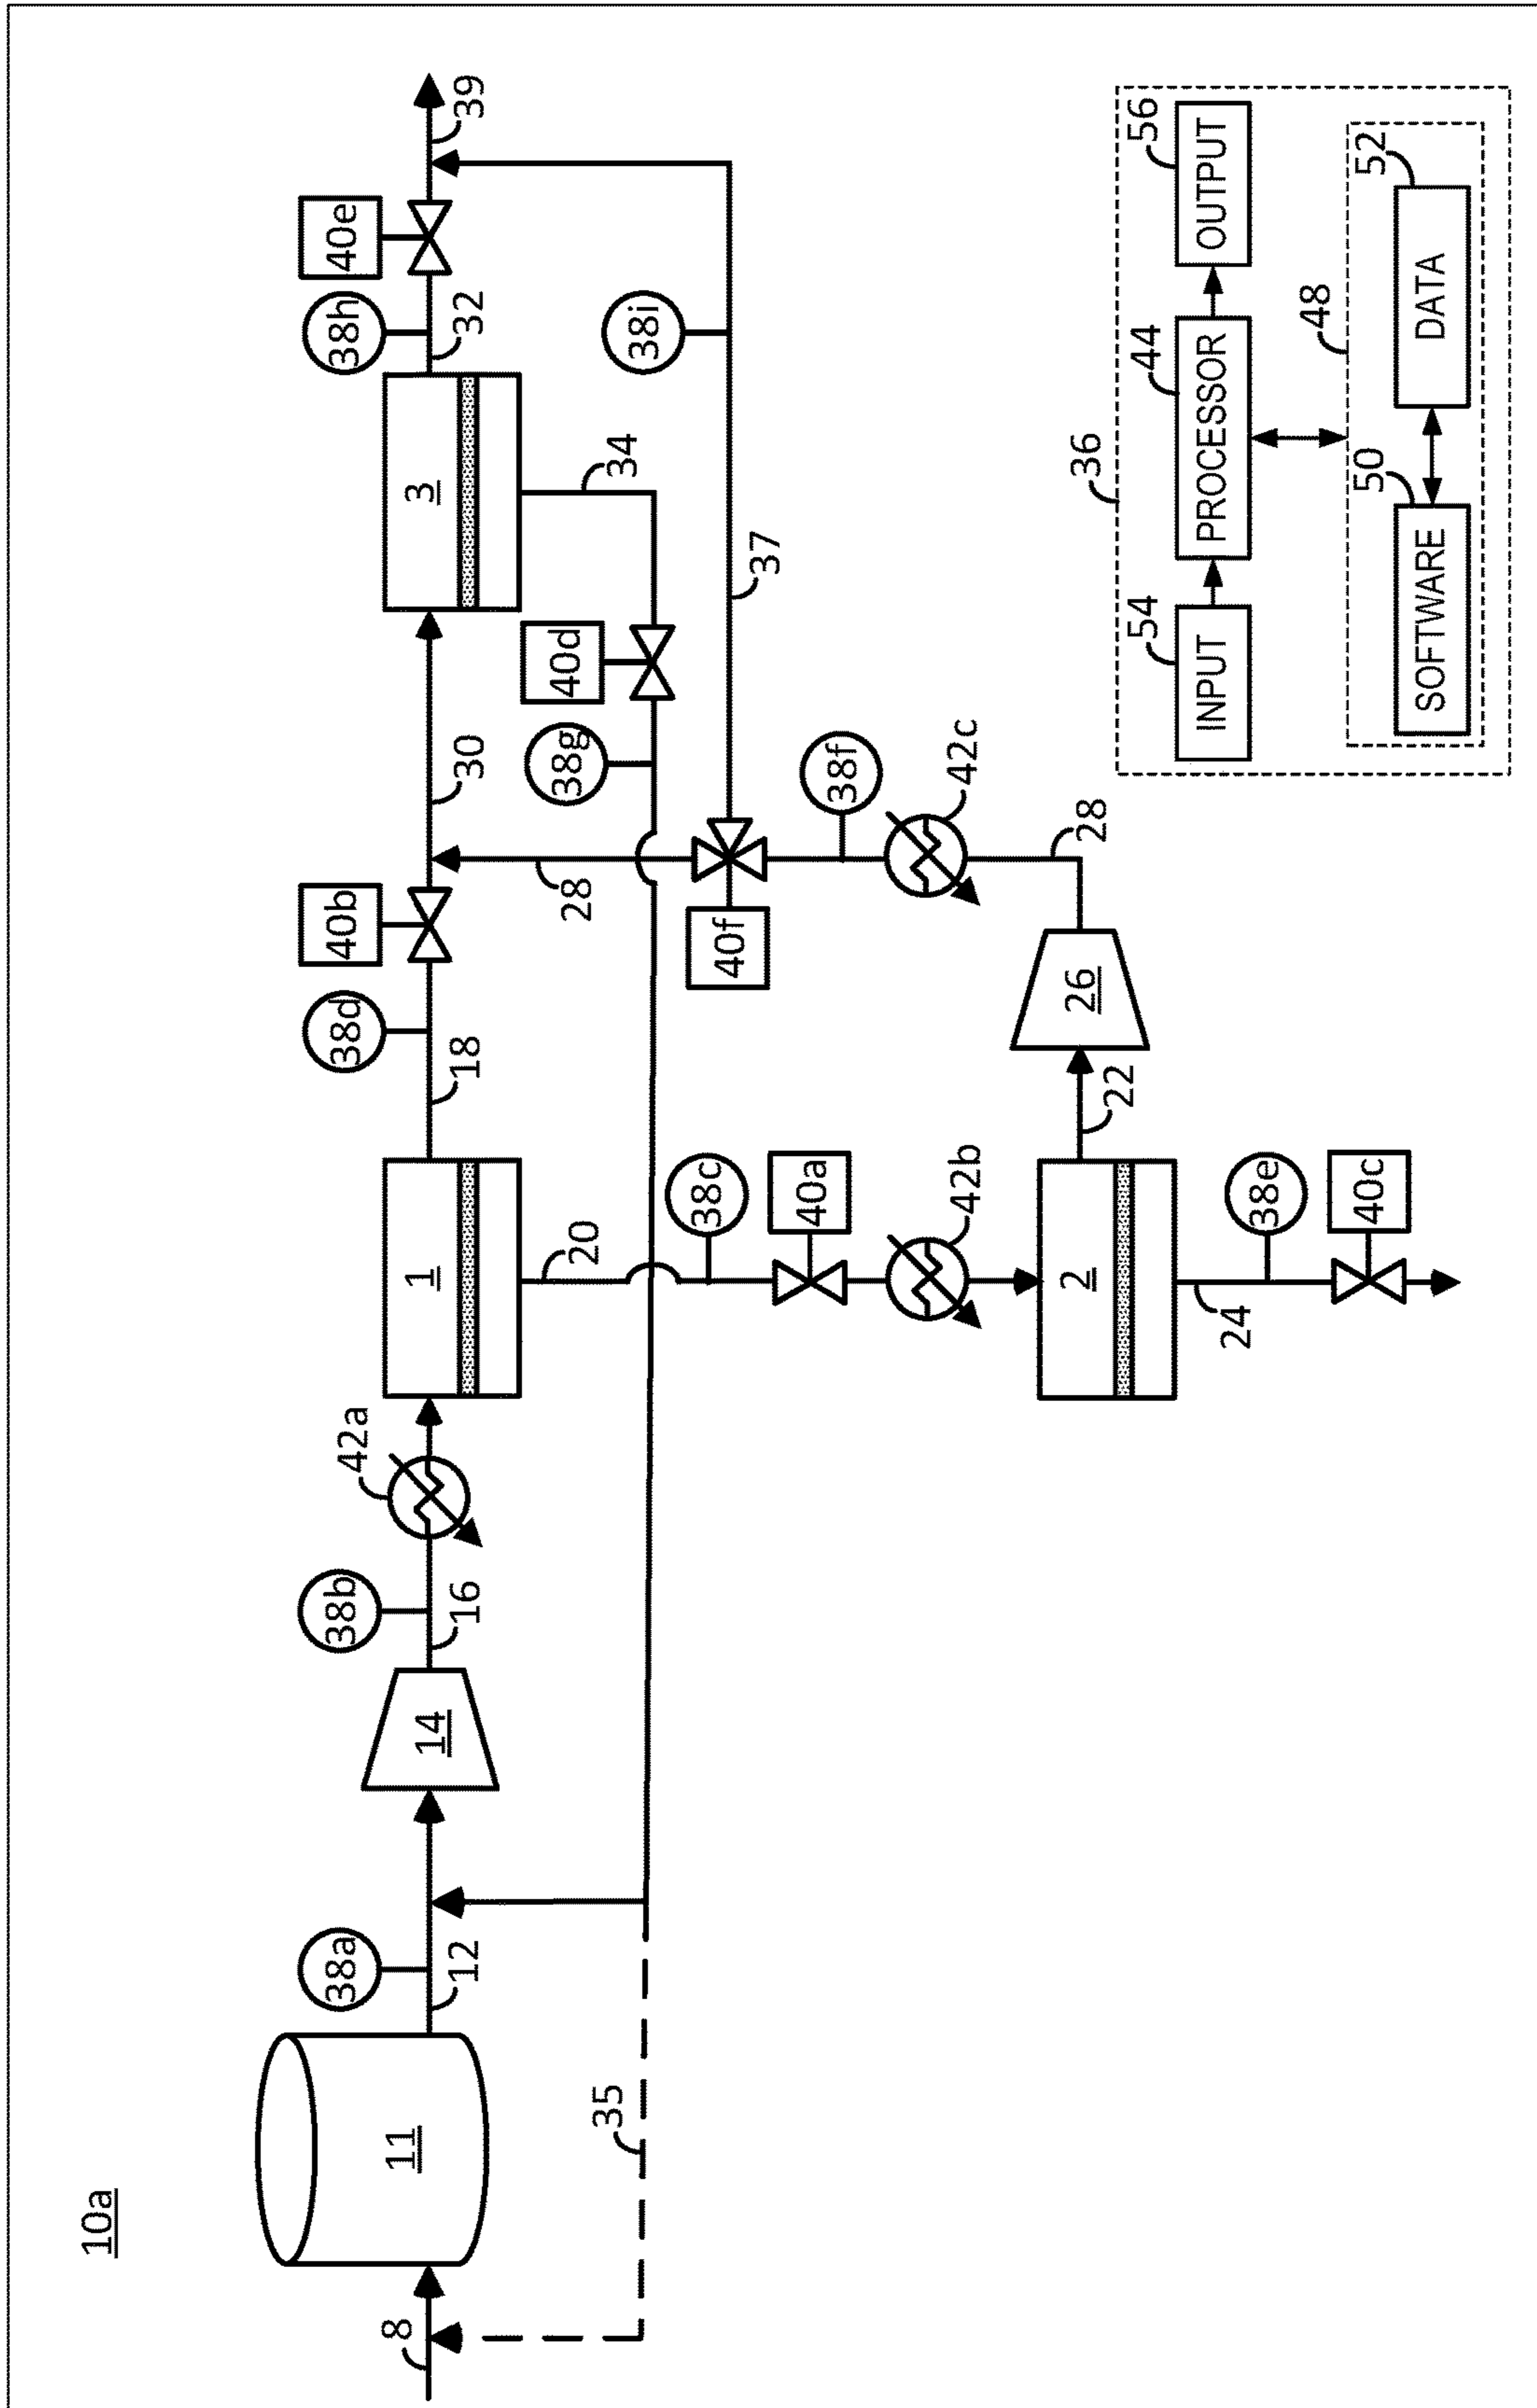 10a
8
11
35
38a
12
14
38b
16
42a
1
20
38c
40a
42b
2
24
38e
40c
22
26
28
42c
38f
40f
28
18
38d
40b
30
38g
40d
3
34
37
38i
38h
32
40e
39
36
INPUT
54
PROCESSOR
44
OUTPUT
56
48
SOFTWARE
50
DATA
52